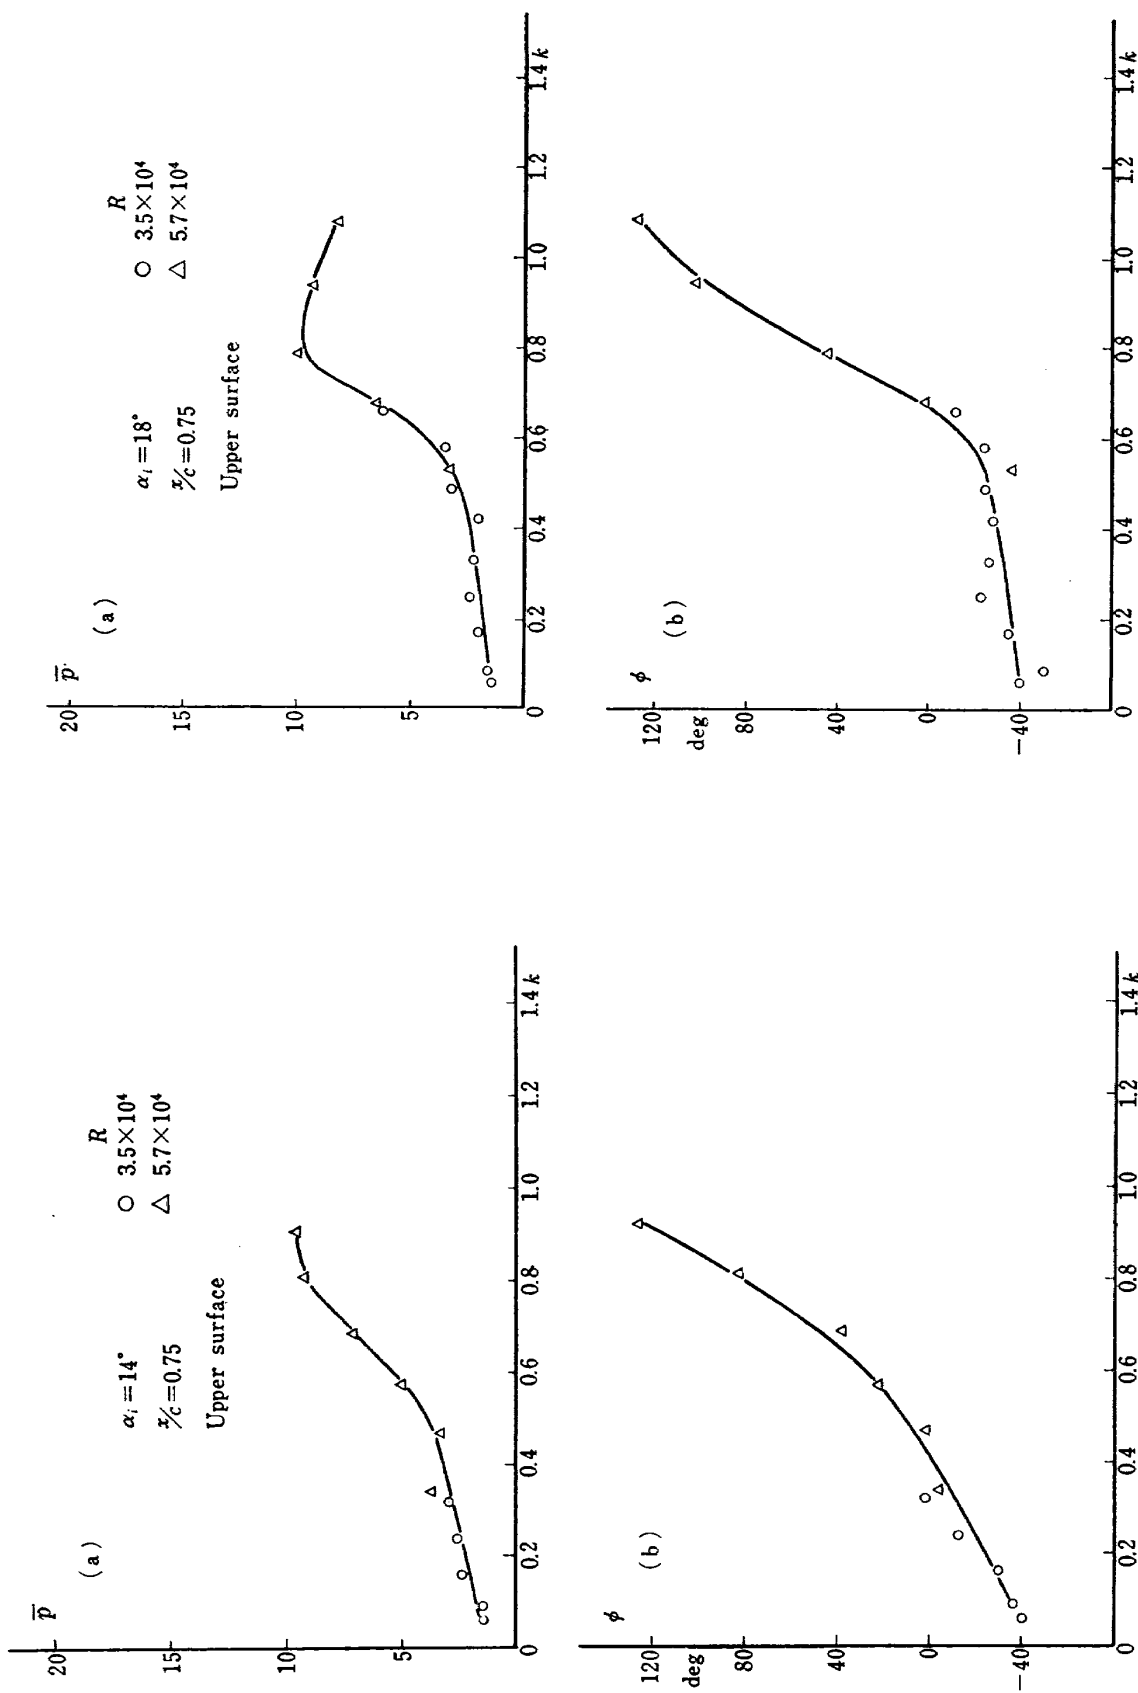 p̄
20
15
10
5
0
0.2
0.4
0.6
0.8
1.0
1.2
1.4 k
(a)
αᵢ=14°
x/c=0.75
Upper surface
R
○ 3.5×10⁴
△ 5.7×10⁴
ϕ
120
deg
80
40
0
−40
0
0.2
0.4
0.6
0.8
1.0
1.2
1.4 k
(b)
p̄
20
15
10
5
0
0.2
0.4
0.6
0.8
1.0
1.2
1.4 k
(a)
αᵢ=18°
x/c=0.75
Upper surface
R
○ 3.5×10⁴
△ 5.7×10⁴
ϕ
120
deg
80
40
0
−40
0
0.2
0.4
0.6
0.8
1.0
1.2
1.4 k
(b)